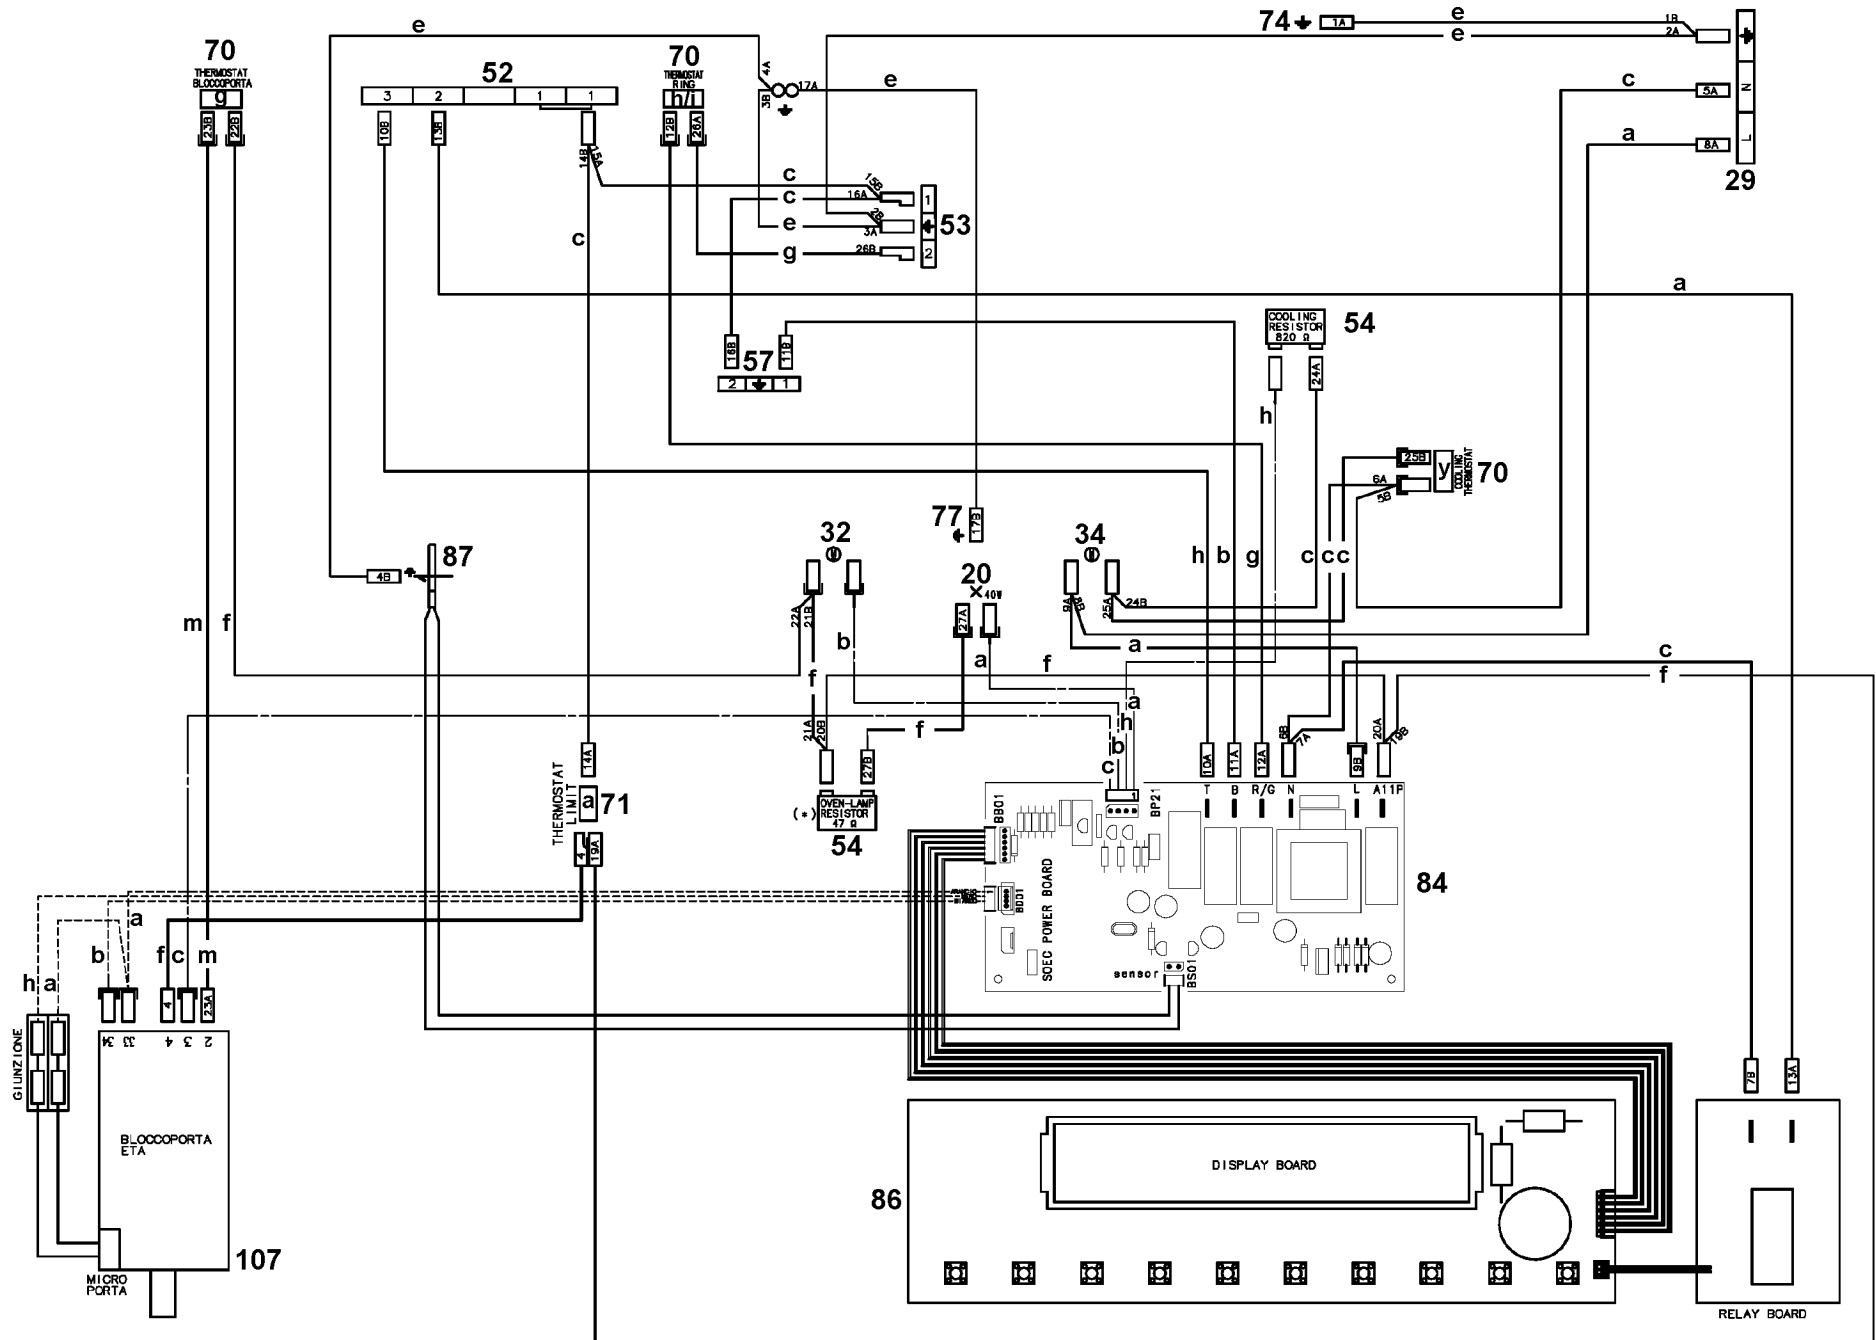 e
74
1A
e
1B
e
2A
70
THERMOSTAT
BLOCCOPORTA
g
52
3
2
1
1
70
THERMOSTAT
RING
h/i
4A
3B
17A
e
c
5A
N
a
8A
L
29
23B
22B
10B
13B
14B
15A
12B
26A
c
15B
c
16A
1
2B
e
3A
53
g
26B
2
c
a
COOLING
RESISTOR
820 Ω
54
16B
57
11B
2
1
24A
h
25B
y
COOLING
THERMOSTAT
70
6A
5B
77
17B
32
34
h
b
g
c
c
c
87
4B
20
40W
22A
21B
27A
9A
8B
25A
24B
m
f
b
a
a
f
c
f
f
a
21A
20B
f
h
b
c
6B
7A
20A
19B
14A
27B
10A
11A
12A
9B
THERMOSTAT
LIMIT
a
71
(*)
OVEN-LAMP
RESISTOR
47 Ω
54
BB01
1
BP21
T
B
R/G
N
L
A11P
4
19A
84
BD01
SOEC POWER BOARD
a
b
f
c
m
h
a
sensor
BS01
4
23A
GIUNZIONE
34
33
4
3
2
7B
13A
BLOCCOPORTA
ETA
DISPLAY BOARD
86
107
MICRO
PORTA
RELAY BOARD